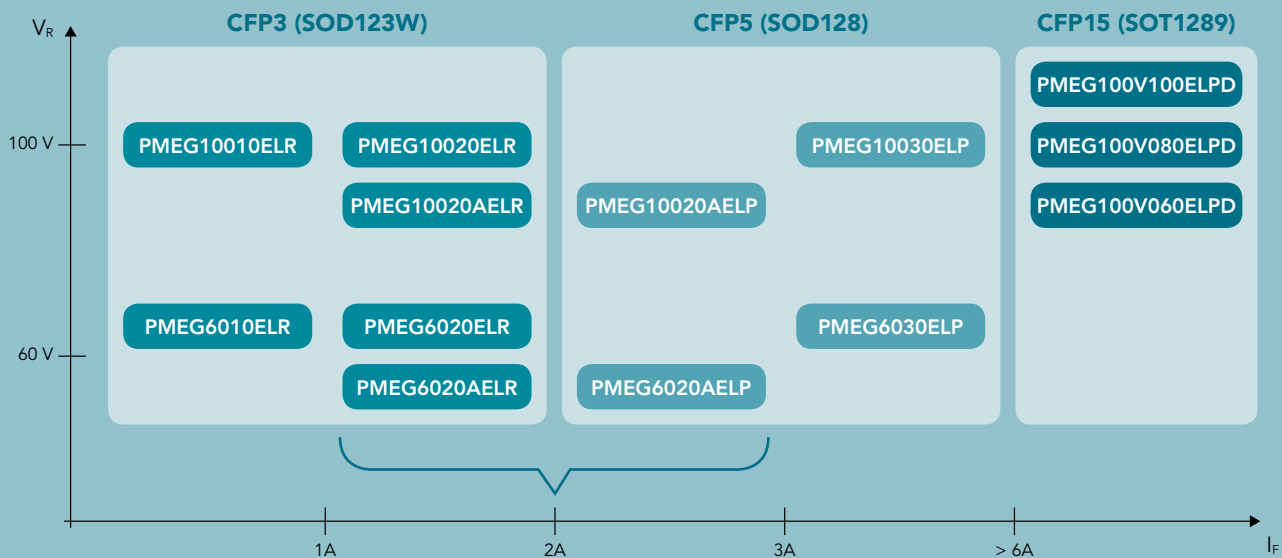 CFP3 (SOD123W)
CFP5 (SOD128)
CFP15 (SOT1289)
VR
PMEG100V100ELPD
100 V
PMEG10010ELR
PMEG10020ELR
PMEG10030ELP
PMEG100V080ELPD
PMEG10020AELR
PMEG10020AELP
PMEG100V060ELPD
PMEG6010ELR
PMEG6020ELR
PMEG6030ELP
60 V
PMEG6020AELR
PMEG6020AELP
1A
2A
3A
> 6A
IF